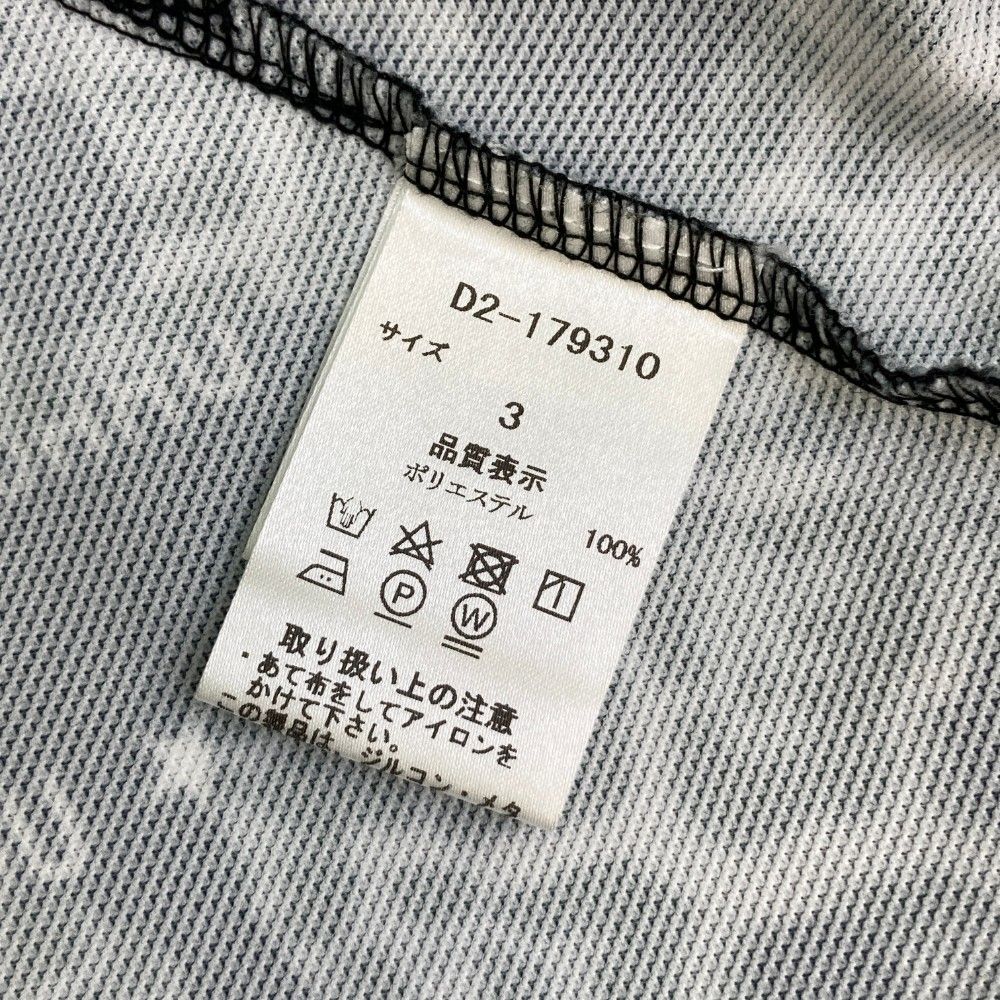 D2-179310
サイズ
3
品質表示
ポリエステル 100%
P
W
取り扱い上の注意
・あて布をしてアイロンを
かけて下さい。
この製品は、ジルコン・メタ